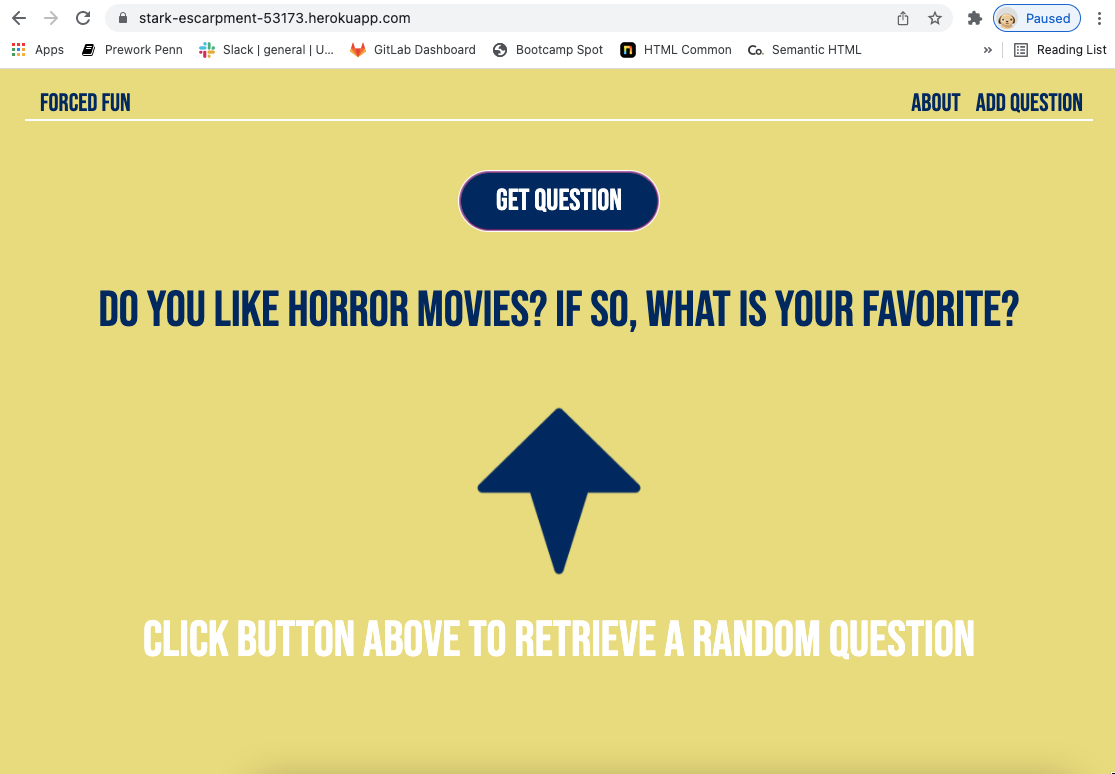 stark-escarpment-53173.herokuapp.com
Paused
Apps
Prework Penn
Slack | general | U...
GitLab Dashboard
Bootcamp Spot
HTML Common
Co.
Semantic HTML
»
Reading List
FORCED FUN
ABOUT
ADD QUESTION
GET QUESTION
DO YOU LIKE HORROR MOVIES? IF SO, WHAT IS YOUR FAVORITE?
CLICK BUTTON ABOVE TO RETRIEVE A RANDOM QUESTION